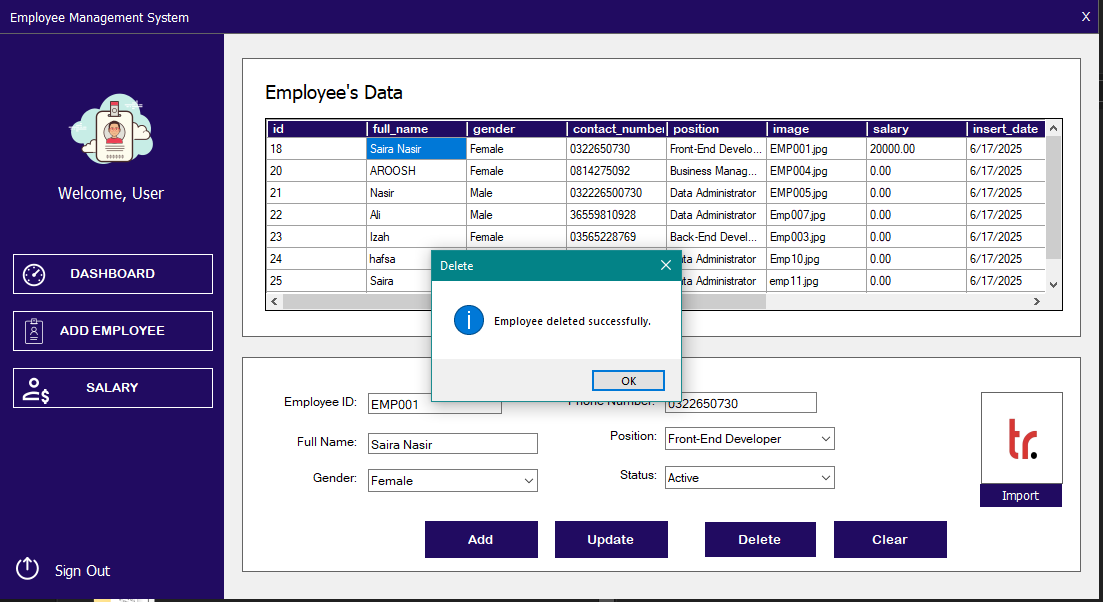 Employee Management System X
Welcome, User
DASHBOARD
ADD EMPLOYEE
SALARY
Sign Out
Employee's Data
id full_name gender contact_number position image salary insert_date
18 Saira Nasir Female 0322650730 Front-End Develo... EMP001.jpg 20000.00 6/17/2025
20 AROOSH Female 0814275092 Business Manag... EMP004.jpg 0.00 6/17/2025
21 Nasir Male 032226500730 Data Administrator EMP005.jpg 0.00 6/17/2025
22 Ali Male 36559810928 Data Administrator Emp007.jpg 0.00 6/17/2025
23 Izah Female 03565228769 Back-End Devel... Emp003.jpg 0.00 6/17/2025
24 hafsa ata Administrator Emp10.jpg 0.00 6/17/2025
25 Saira ata Administrator emp11.jpg 0.00 6/17/2025
Delete
Employee deleted successfully.
OK
Employee ID: EMP001
Phone Number: 0322650730
Full Name: Saira Nasir
Position: Front-End Developer
Gender: Female
Status: Active
tr.
Import
Add Update Delete Clear